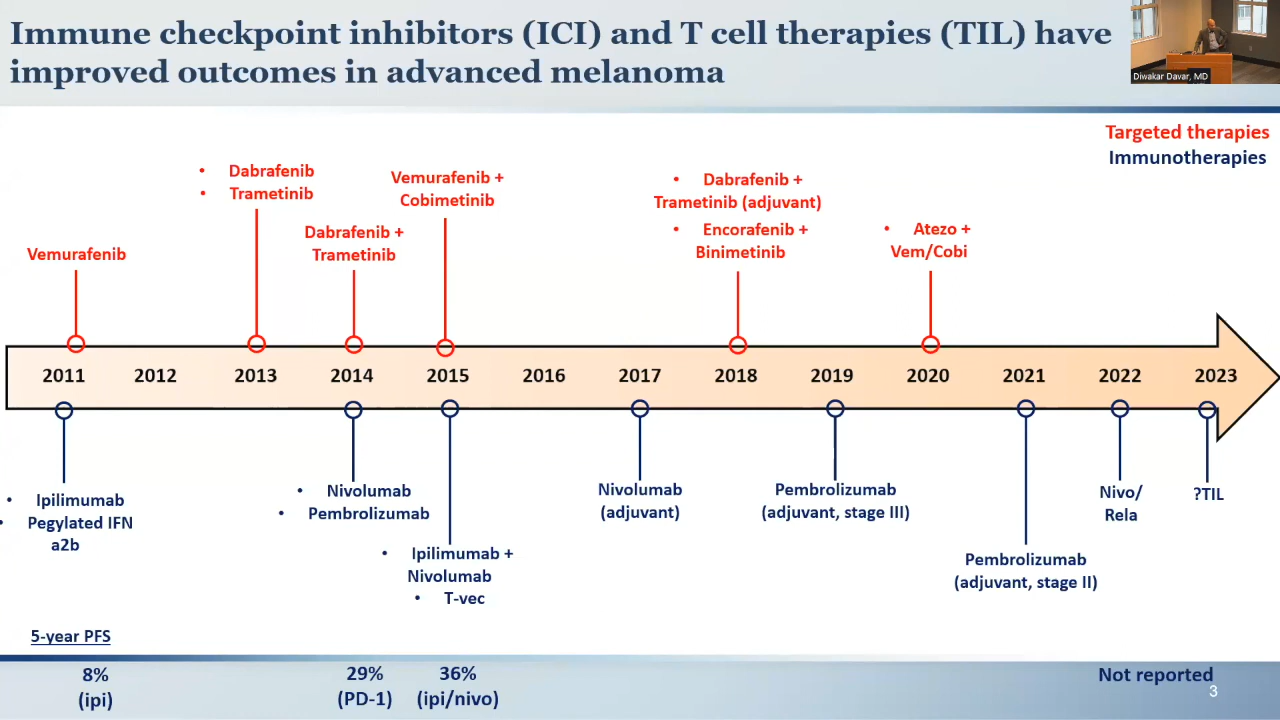 Immune checkpoint inhibitors (ICI) and T cell therapies (TIL) have
improved outcomes in advanced melanoma
Diwakar Davar, MD
Targeted therapies
Immunotherapies
Vemurafenib
• Dabrafenib
• Trametinib
Dabrafenib +
Trametinib
Vemurafenib +
Cobimetinib
• Dabrafenib +
Trametinib (adjuvant)
• Encorafenib +
Binimetinib
• Atezo +
Vem/Cobi
2011 2012 2013 2014 2015 2016 2017 2018 2019 2020 2021 2022 2023
• Ipilimumab
• Pegylated IFN
a2b
• Nivolumab
• Pembrolizumab
• Ipilimumab +
Nivolumab
• T-vec
Nivolumab
(adjuvant)
Pembrolizumab
(adjuvant, stage III)
Pembrolizumab
(adjuvant, stage II)
Nivo/
Rela
?TIL
5-year PFS
8%
(ipi)
29%
(PD-1)
36%
(ipi/nivo)
Not reported
3